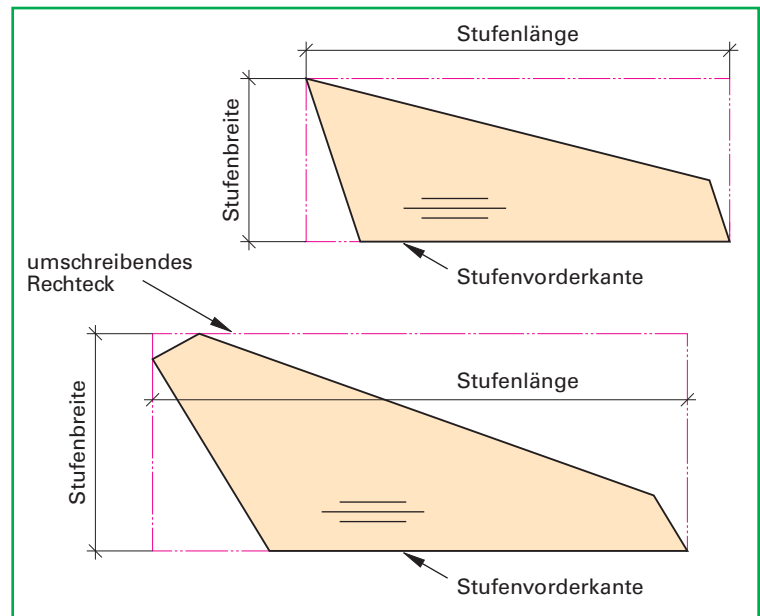 Stufenlänge
Stufenbreite
Stufenvorderkante
umschreibendes
Rechteck
Stufenlänge
Stufenbreite
Stufenvorderkante